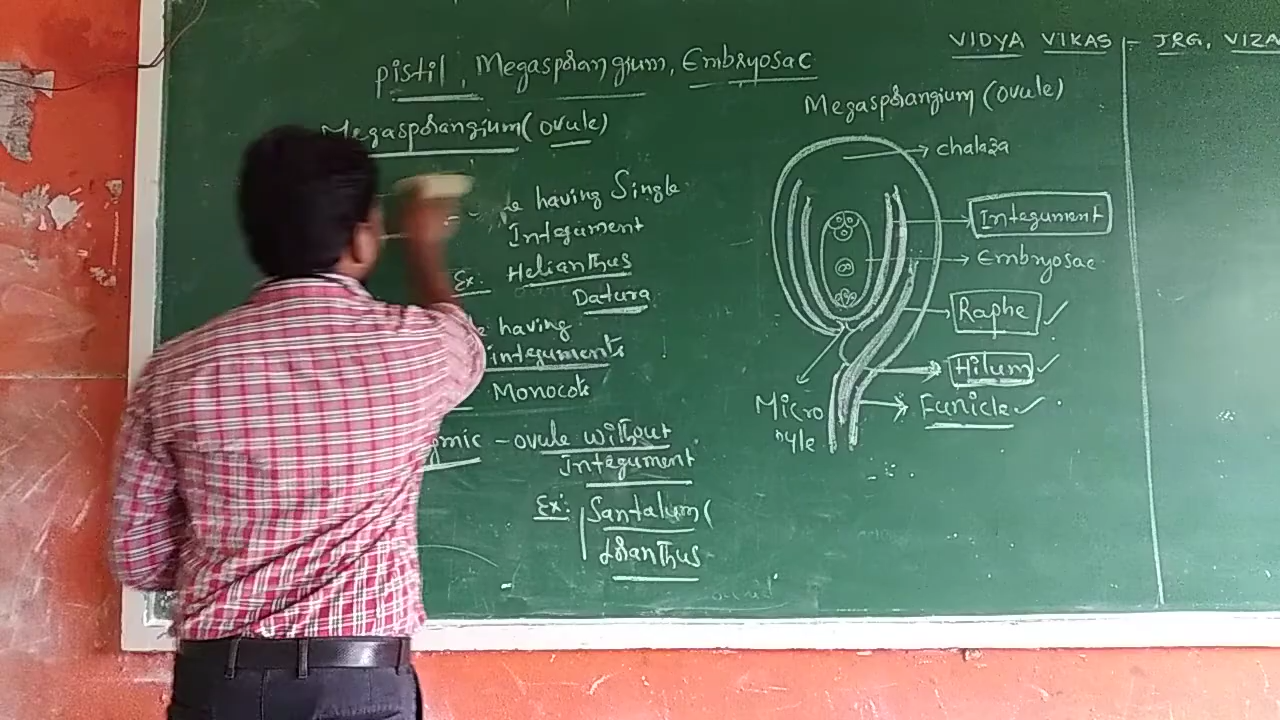 VIDYA VIKAS - JRG, VIZA
pistil, Megasporangium, Embryosac
Megasporangium (ovule)
having Single
Integument
Ex: Helianthus
Datura
having
integuments
Monocots
gmic - ovule without
Integument
Ex: Santalum (
Loranthus
Megasporangium (ovule)
chalaza
Integument
Embryosac
Raphe
Hilum
Funicle
Micro
pyle